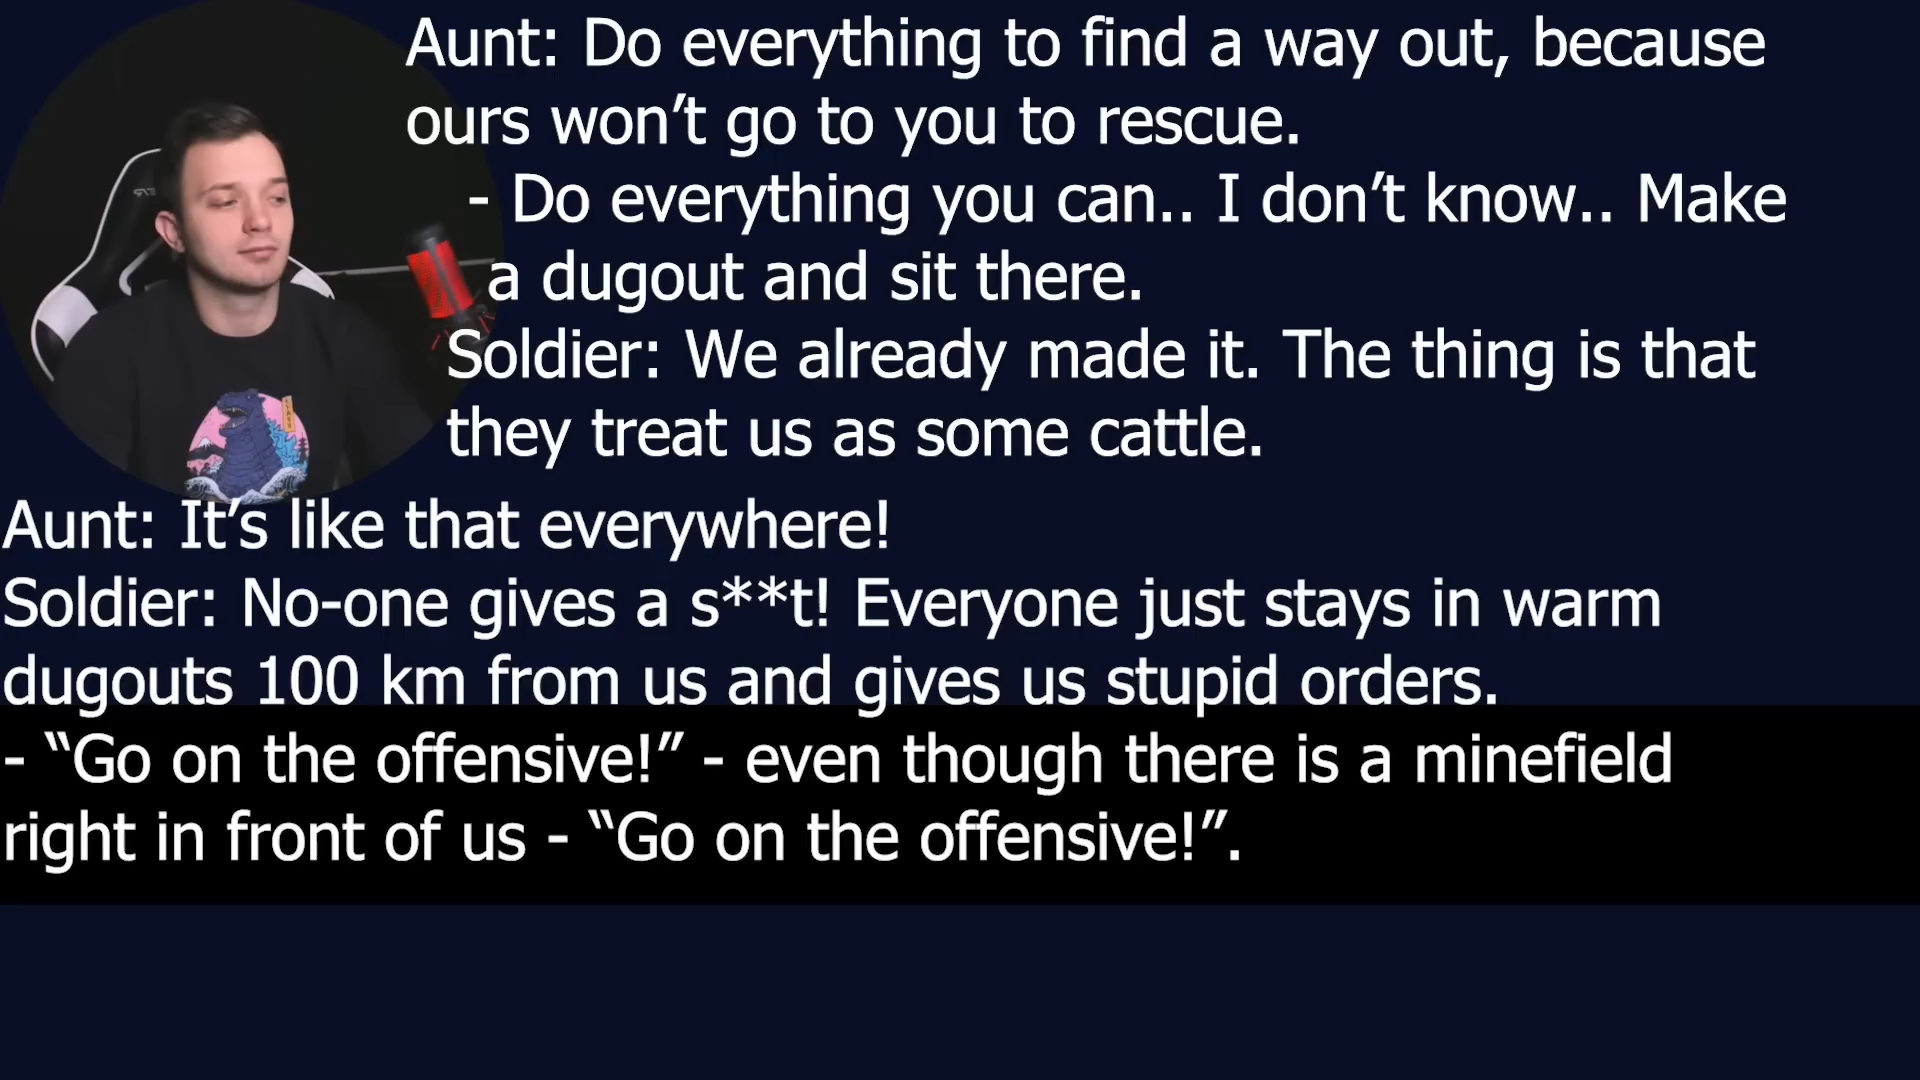 Aunt: Do everything to find a way out, because
ours won’t go to you to rescue.
- Do everything you can.. I don’t know.. Make
a dugout and sit there.
Soldier: We already made it. The thing is that
they treat us as some cattle.
Aunt: It’s like that everywhere!
Soldier: No-one gives a s**t! Everyone just stays in warm
dugouts 100 km from us and gives us stupid orders.
- “Go on the offensive!” - even though there is a minefield
right in front of us - “Go on the offensive!”.